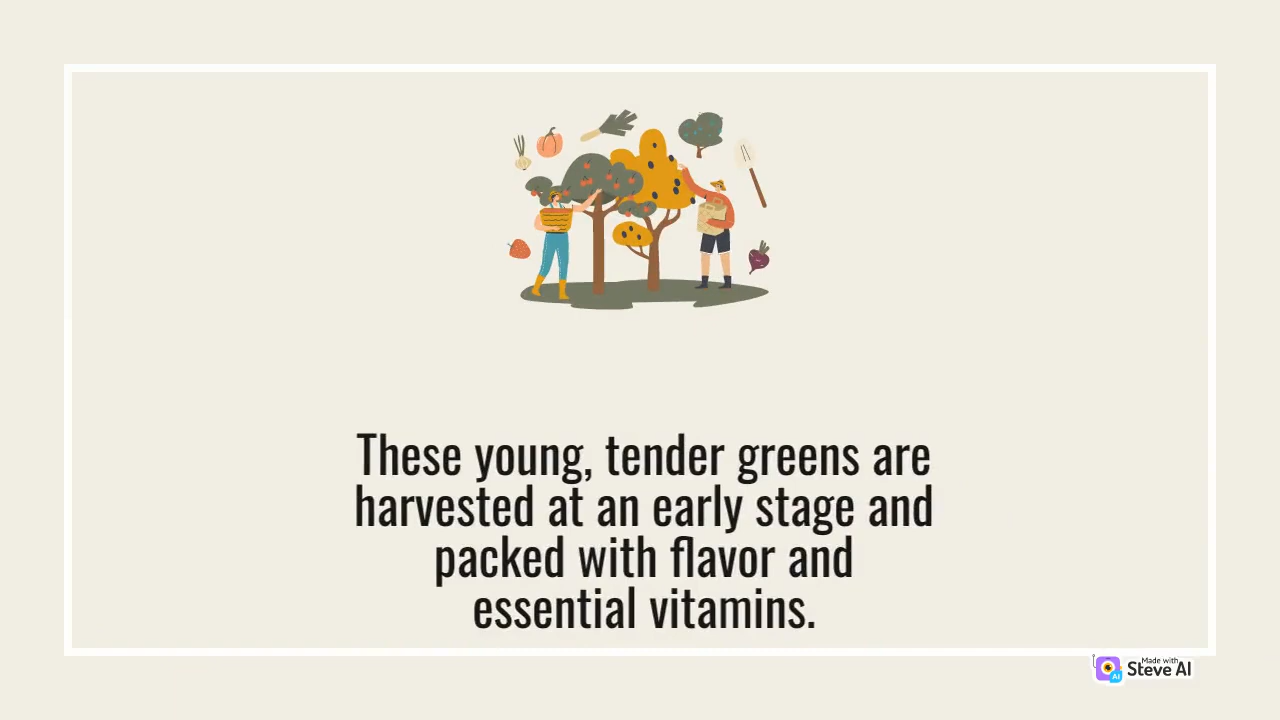 These young, tender greens are
harvested at an early stage and
packed with flavor and
essential vitamins.
Made with
Steve AI
AI